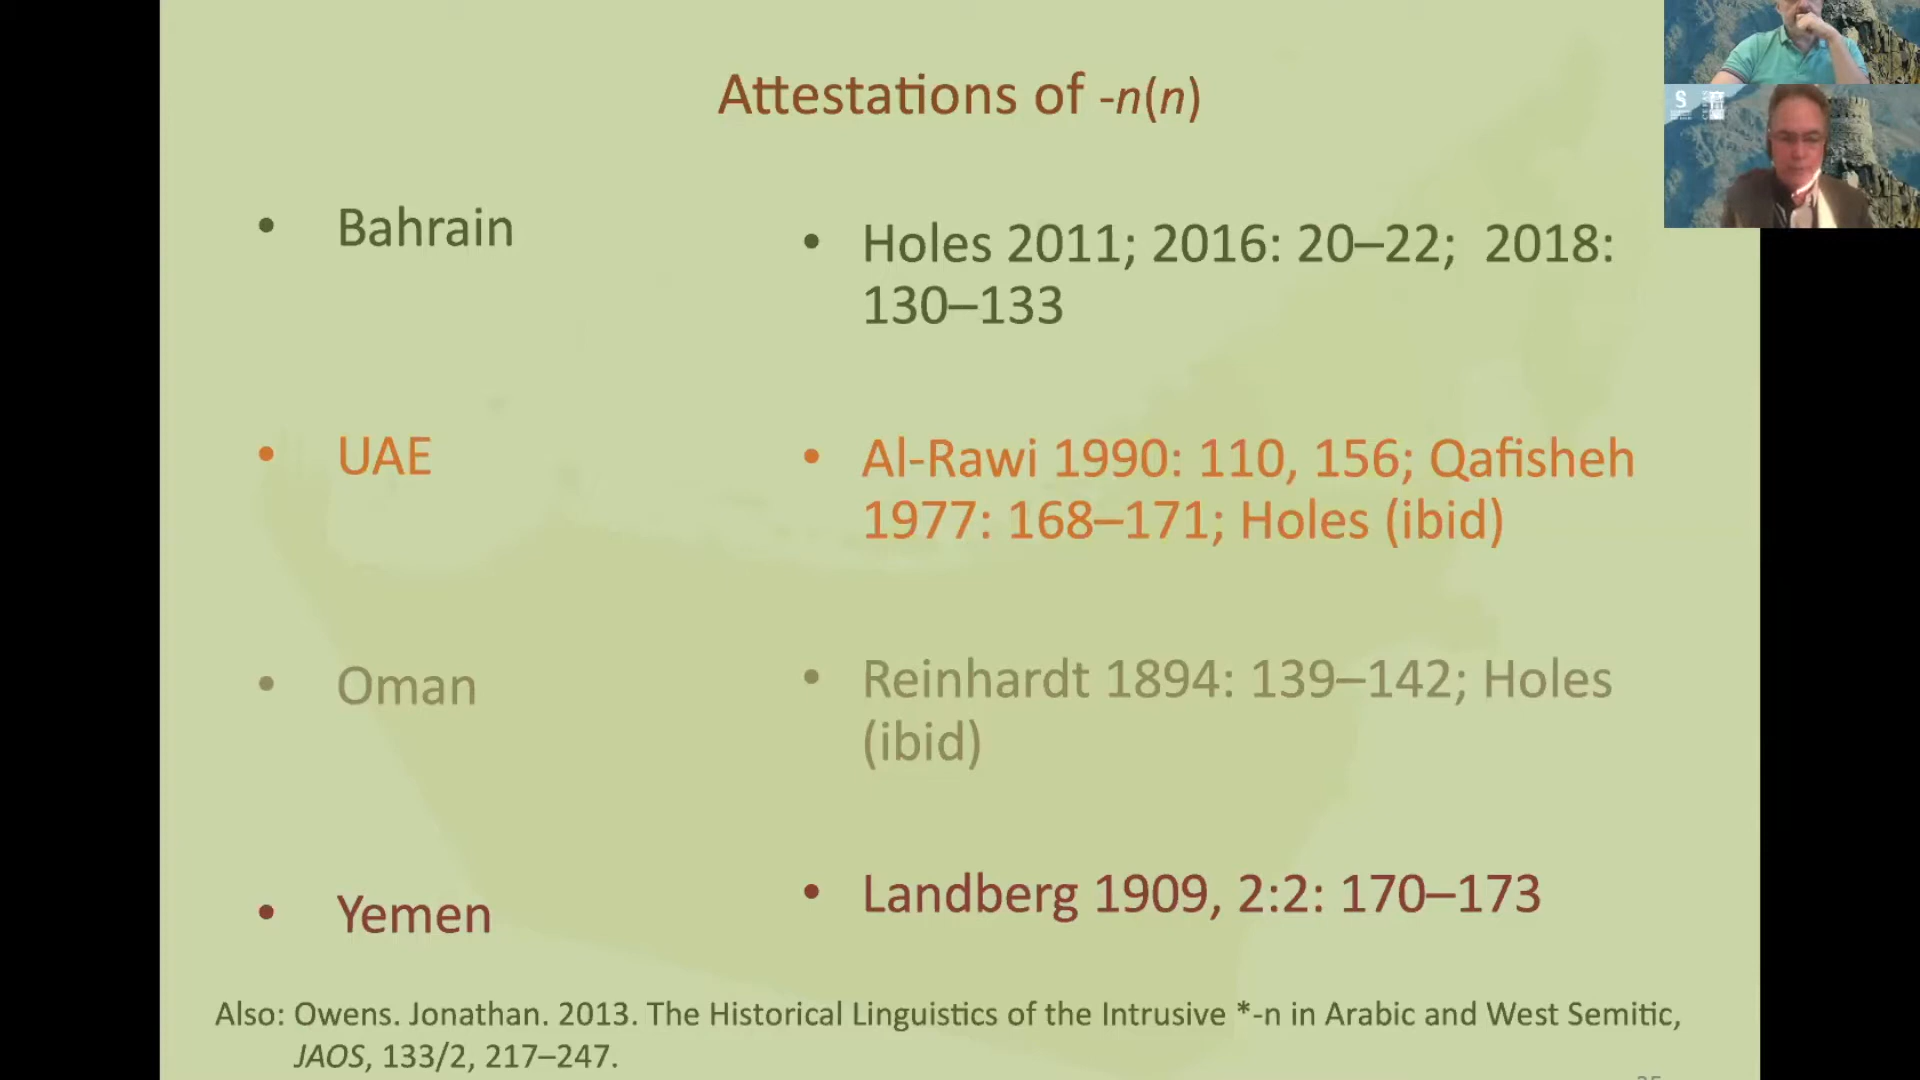 Attestations of -n(n)
• Bahrain
• Holes 2011; 2016: 20–22; 2018:
130–133
• UAE
• Al-Rawi 1990: 110, 156; Qafisheh
1977: 168–171; Holes (ibid)
• Oman
• Reinhardt 1894: 139–142; Holes
(ibid)
• Yemen
• Landberg 1909, 2:2: 170–173
Also: Owens. Jonathan. 2013. The Historical Linguistics of the Intrusive *-n in Arabic and West Semitic,
JAOS, 133/2, 217–247.
S